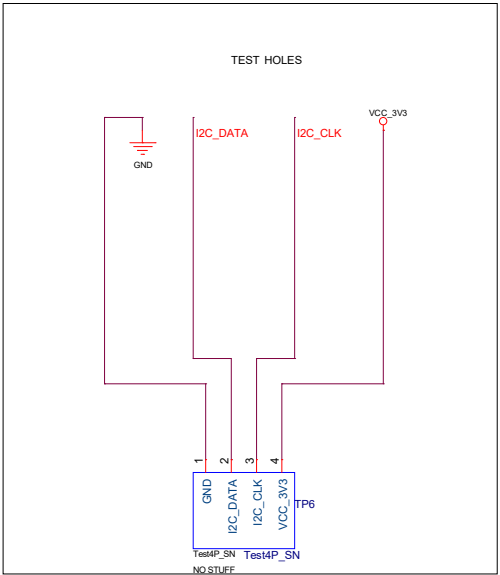 TEST HOLES
VCC_3V3
I2C_DATA
I2C_CLK
GND
1
2
3
4
GND
I2C_DATA
I2C_CLK
VCC_3V3
TP6
Test4P_SN
Test4P_SN
NO STUFF